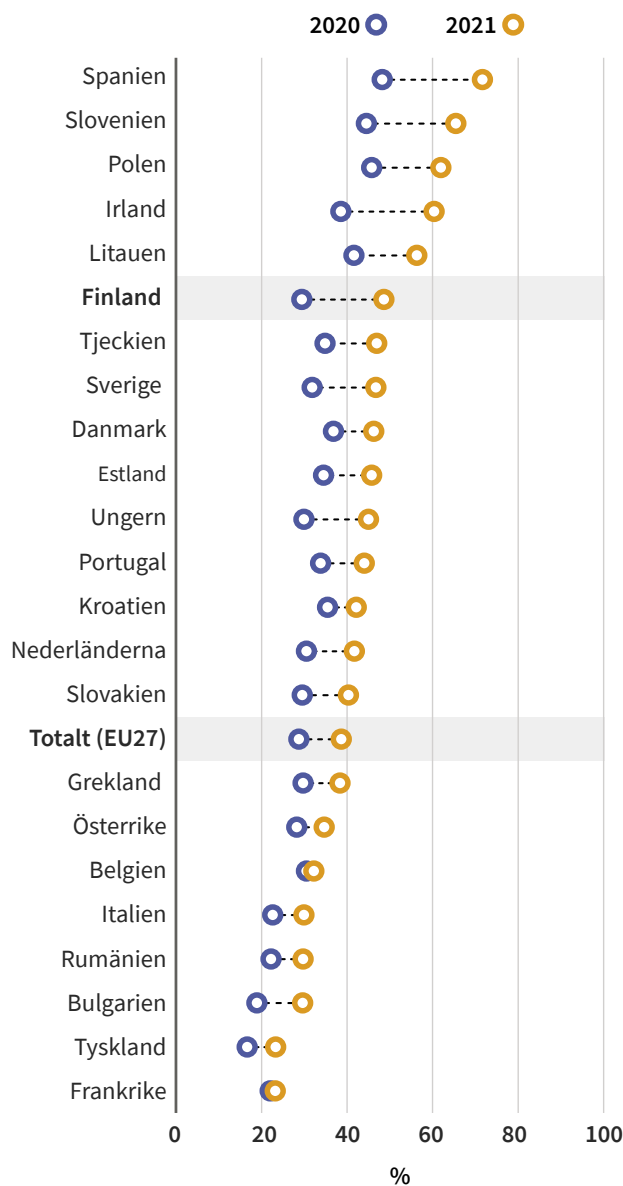 2020 2021
Spanien
Slovenien
Polen
Irland
Litauen
Finland
Tjeckien
Sverige
Danmark
Estland
Ungern
Portugal
Kroatien
Nederländerna
Slovakien
Totalt (EU27)
Grekland
Österrike
Belgien
Italien
Rumänien
Bulgarien
Tyskland
Frankrike
0 20 40 60 80 100
%